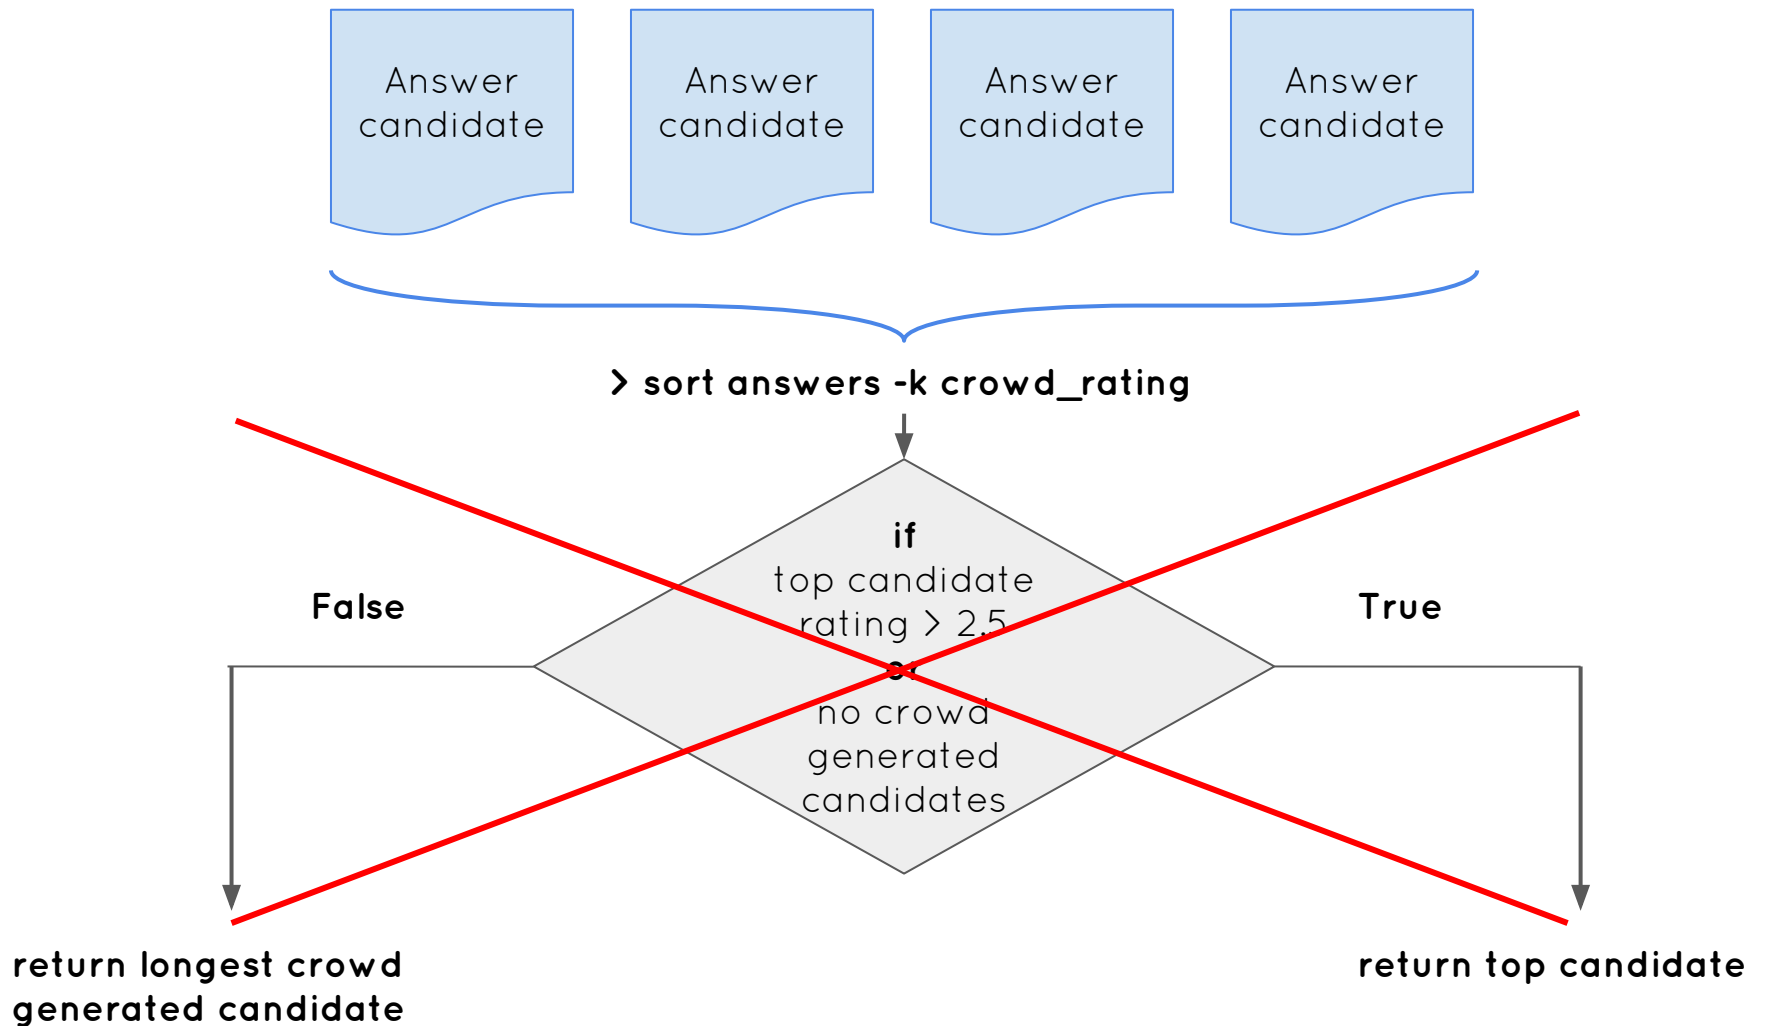 Answer
candidate
Answer
candidate
Answer
candidate
Answer
candidate
> sort answers -k crowd_rating
if
top candidate
rating > 2.5
or
no crowd
generated
candidates
False
True
return longest crowd
generated candidate
return top candidate